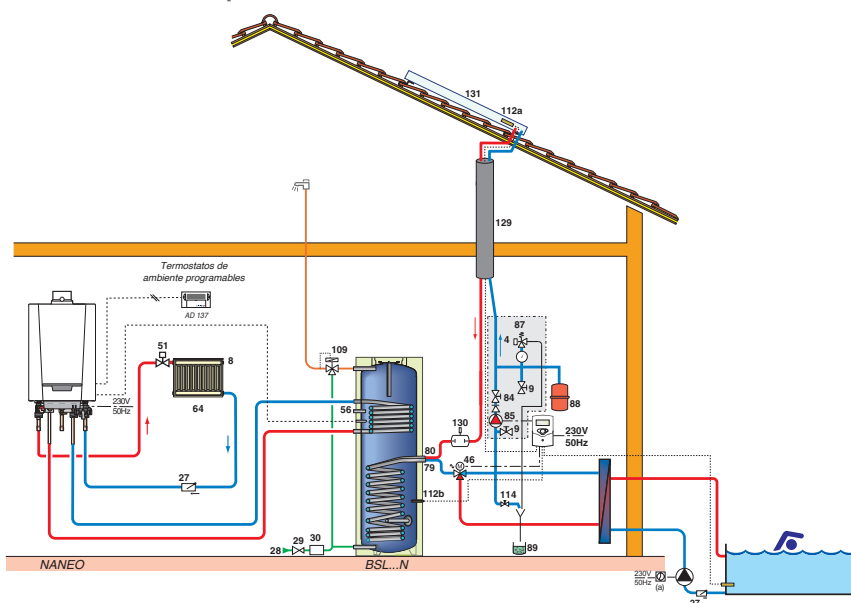 131
112a
129
Termostatos de
ambiente programables
AD 137
51
8
64
230V
50Hz
27
109
56
87
4
9
84
88
85
9
130
80
79
46
M
230V
50Hz
112b
114
29
30
28
89
NANEO
BSL...N
230V
50Hz
(a)
27